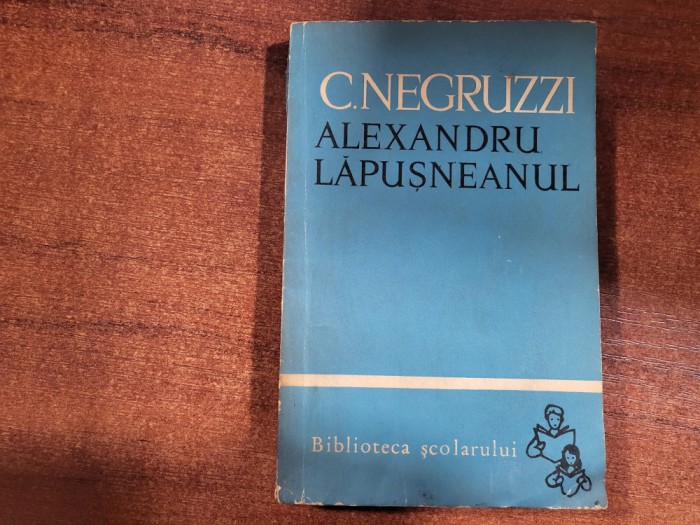 C.NEGRUZZI
ALEXANDRU
LĂPUȘNEANUL
Biblioteca școlarului